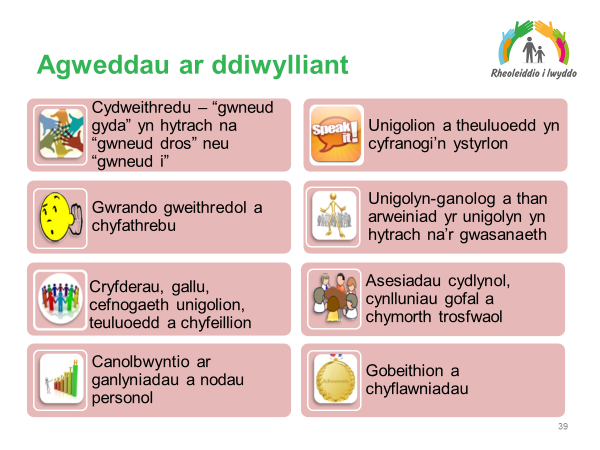 Agweddau ar ddiwylliant
Rheoleiddio i lwyddo
Cydweithredu – “gwneud
gyda” yn hytrach na
“gwneud dros” neu
“gwneud i”
Speak
it!
Unigolion a theuluoedd yn
cyfranogi’n ystyrlon
Gwrando gweithredol a
chyfathrebu
Unigolyn-ganolog a than
arweiniad yr unigolyn yn
hytrach na’r gwasanaeth
Cryfderau, gallu,
cefnogaeth unigolion,
teuluoedd a chyfeillion
Asesiadau cydlynol,
cynlluniau gofal a
chymorth trosfwaol
Canolbwyntio ar
ganlyniadau a nodau
personol
Gobeithion a
chyflawniadau
39